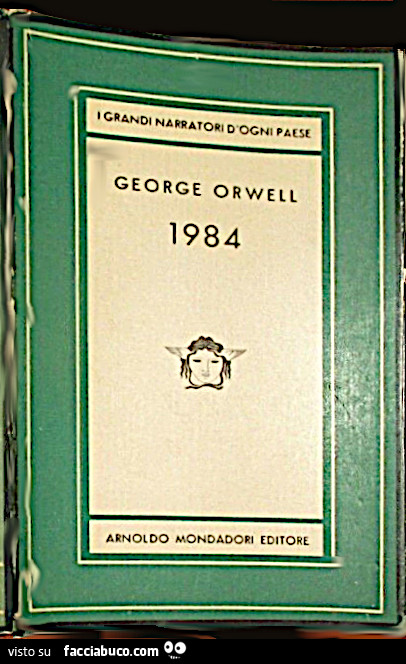 I GRANDI NARRATORI D'OGNI PAESE
GEORGE ORWELL
1984
ARNOLDO MONDADORI EDITORE
visto su facciabuco.com